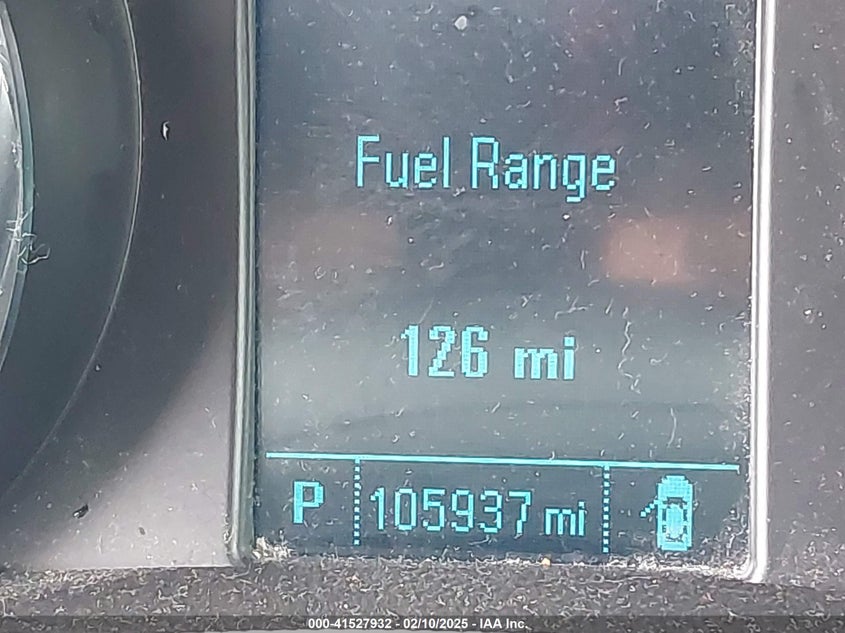 Fuel Range
126 mi
P 105937 mi
000-41527932 - 02/10/2025 - IAA Inc.